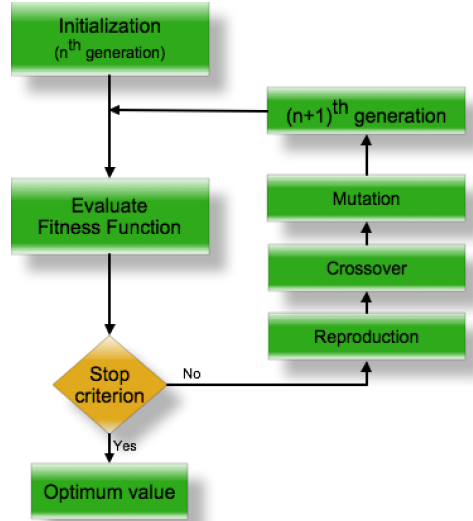 Initialization
(nth generation)
(n+1)th generation
Evaluate
Fitness Function
Mutation
Crossover
Reproduction
Stop
criterion
No
Yes
Optimum value